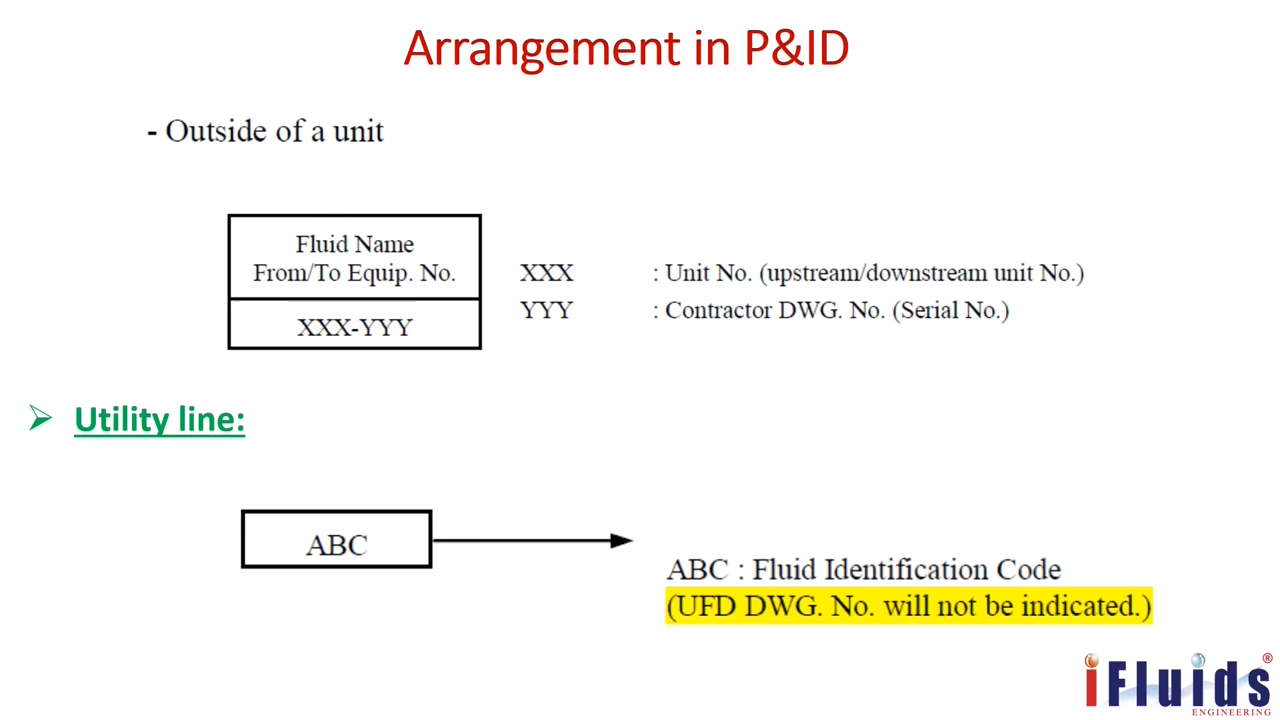 Arrangement in P&ID
- Outside of a unit
Fluid Name
From/To Equip. No.
XXX-YYY
XXX : Unit No. (upstream/downstream unit No.)
YYY : Contractor DWG. No. (Serial No.)
Utility line:
ABC
ABC : Fluid Identification Code
(UFD DWG. No. will not be indicated.)
iFluids®
ENGINEERING